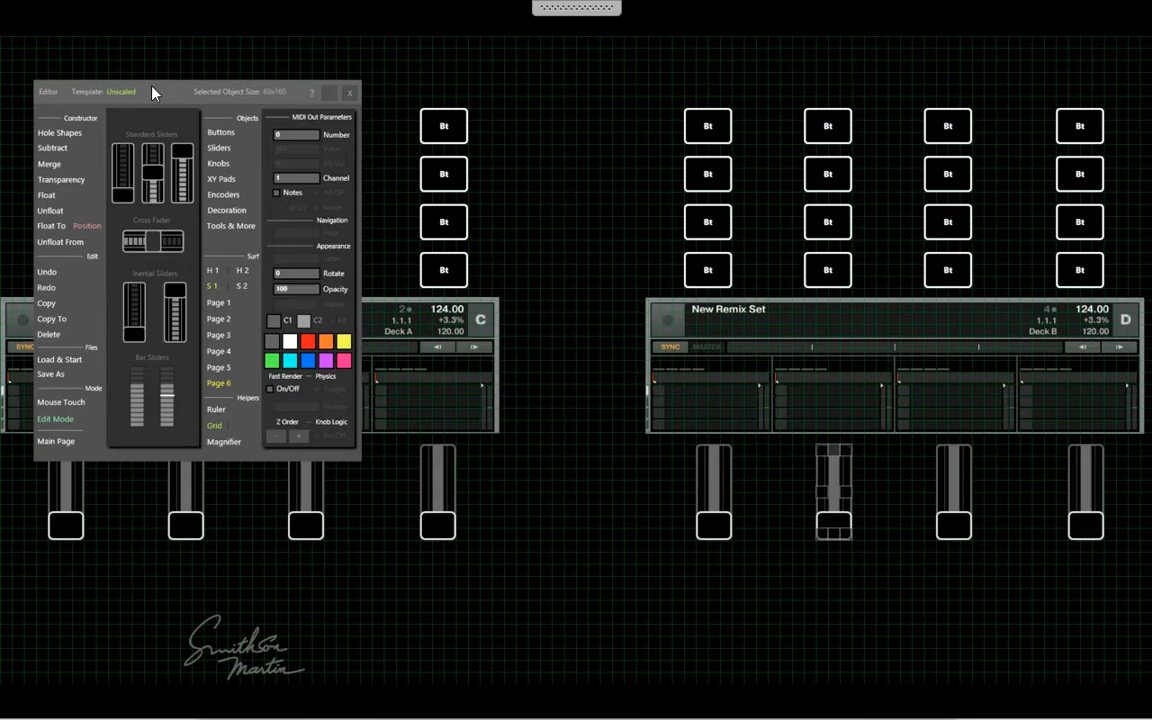 Editor Template: Unscaled Selected Object Size: 60x160 ? x
Constructor
Hole Shapes
Subtract
Merge
Transparency
Float
Unfloat
Float To Position
Unfloat From
Edit
Undo
Redo
Copy
Copy To
Delete
Files
Load & Start
Save As
Mode
Mouse Touch
Edit Mode
Main Page
Standard Sliders
Cross Fader
Inertial Sliders
Bar Sliders
Objects
Buttons
Sliders
Knobs
XY Pads
Encoders
Decoration
Tools & More
Surf
H 1 H 2
S 1 S 2
Page 1
Page 2
Page 3
Page 4
Page 5
Page 6
Helpers
Ruler
Grid
Magnifier
MIDI Out Parameters
0 Number
1 Channel
Notes
Navigation
Appearance
0 Rotate
100 Opacity
C1 C2
Fast Render Physics
On/Off
Z Order Knob Logic
- +
Bt Bt Bt Bt Bt
Bt Bt Bt Bt Bt
Bt Bt Bt Bt Bt
Bt Bt Bt Bt Bt
SYNC
2 124.00
1.1.1 +3.3% C
Deck A 120.00
New Remix Set 4 124.00
1.1.1 +3.3% D
Deck B 120.00
SYNC MASTER
Smithson
Martin